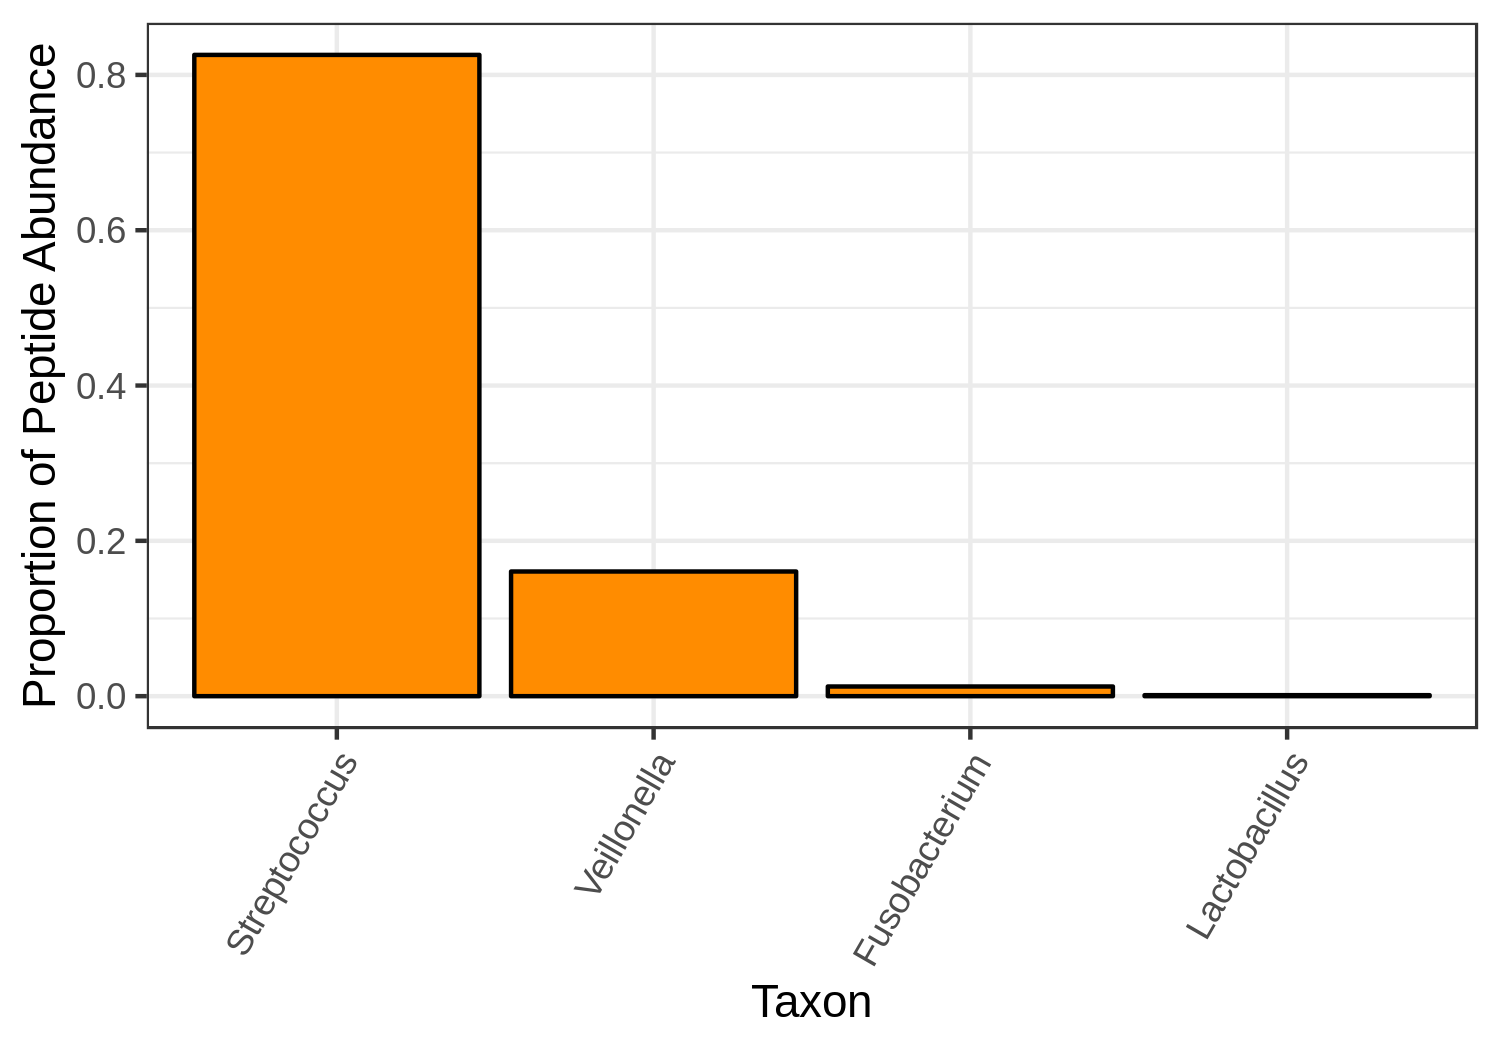 Proportion of Peptide Abundance
0.8
0.6
0.4
0.2
0.0
Streptococcus
Veillonella
Fusobacterium
Lactobacillus
Taxon